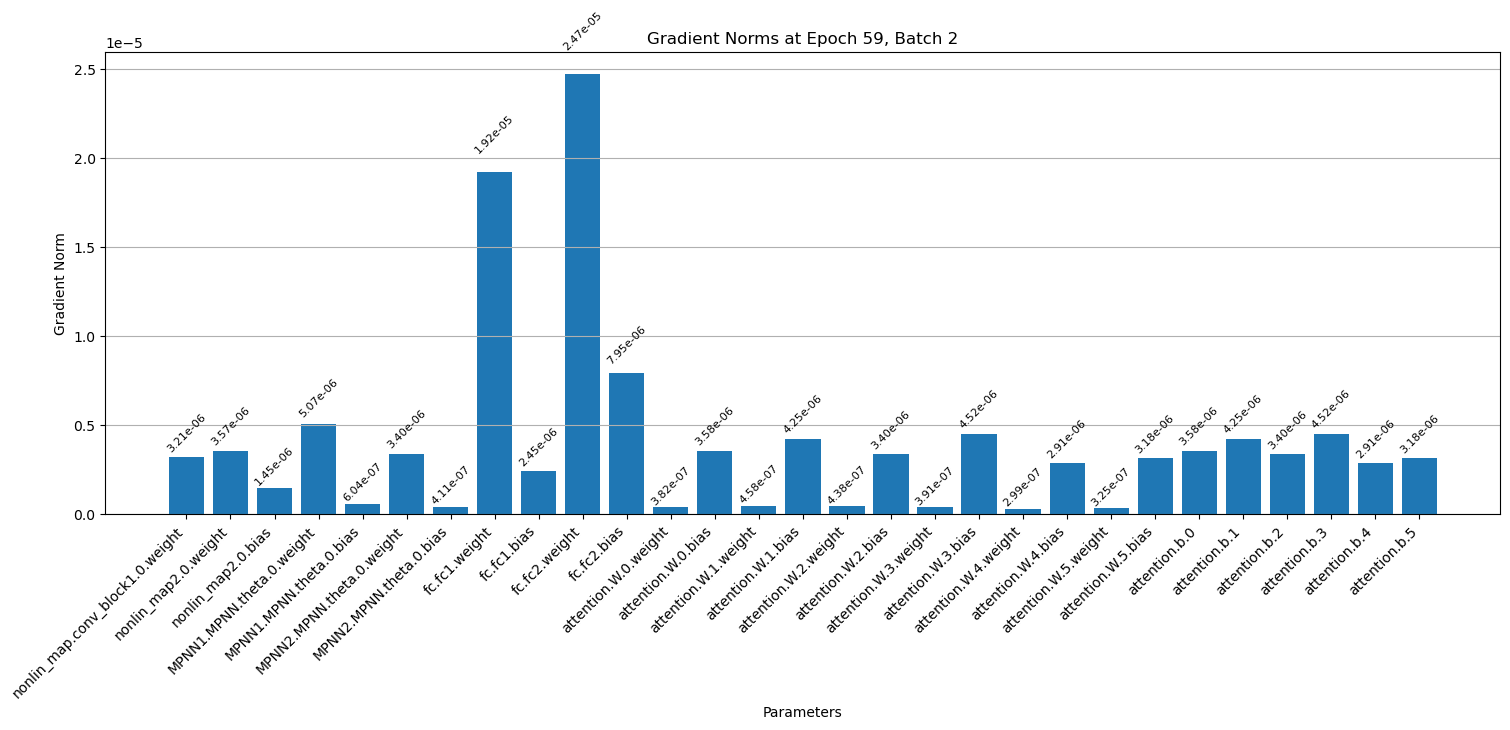 Gradient Norms at Epoch 59, Batch 2
1e−5
Gradient Norm
2.5
2.0
1.5
1.0
0.5
0.0
3.21e-06
3.57e-06
1.45e-06
5.07e-06
6.04e-07
3.40e-06
4.11e-07
1.92e-05
2.45e-06
2.47e-05
7.95e-06
3.82e-07
3.58e-06
4.58e-07
4.25e-06
4.38e-07
3.40e-06
3.91e-07
4.52e-06
2.99e-07
2.91e-06
3.25e-07
3.18e-06
3.58e-06
4.25e-06
3.40e-06
4.52e-06
2.91e-06
3.18e-06
nonlin_map.conv_block1.0.weight
nonlin_map2.0.weight
nonlin_map2.0.bias
MPNN1.MPNN.theta.0.weight
MPNN1.MPNN.theta.0.bias
MPNN2.MPNN.theta.0.weight
MPNN2.MPNN.theta.0.bias
fc.fc1.weight
fc.fc1.bias
fc.fc2.weight
fc.fc2.bias
attention.W.0.weight
attention.W.0.bias
attention.W.1.weight
attention.W.1.bias
attention.W.2.weight
attention.W.2.bias
attention.W.3.weight
attention.W.3.bias
attention.W.4.weight
attention.W.4.bias
attention.W.5.weight
attention.W.5.bias
attention.b.0
attention.b.1
attention.b.2
attention.b.3
attention.b.4
attention.b.5
Parameters